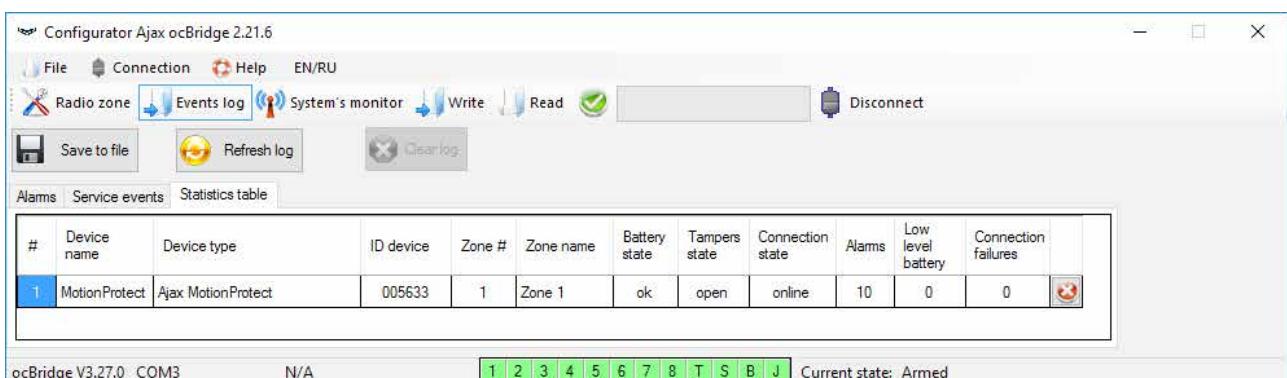 Configurator Ajax ocBridge 2.21.6
File Connection Help EN/RU
Radio zone Events log System's monitor Write Read Disconnect
Save to file Refresh log Clear log
Alarms Service events Statistics table
# Device name Device type ID device Zone # Zone name Battery state Tampers state Connection state Alarms Low level battery Connection failures
1 MotionProtect Ajax MotionProtect 005633 1 Zone 1 ok open online 10 0 0
ocBridge V3.27.0 COM3 N/A 1 2 3 4 5 6 7 8 T S B J Current state: Armed